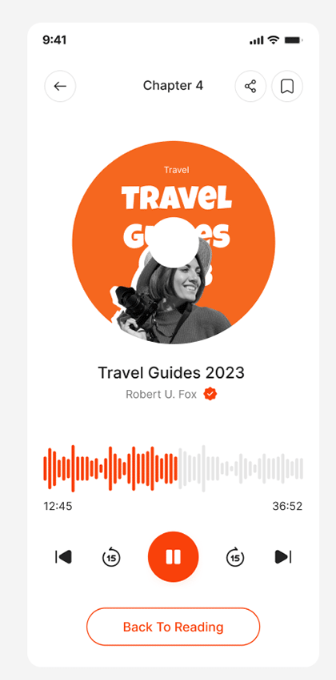 9:41
Chapter 4
Travel
TRAVEL
Travel Guides 2023
Robert U. Fox
12:45
36:52
15
15
Back To Reading